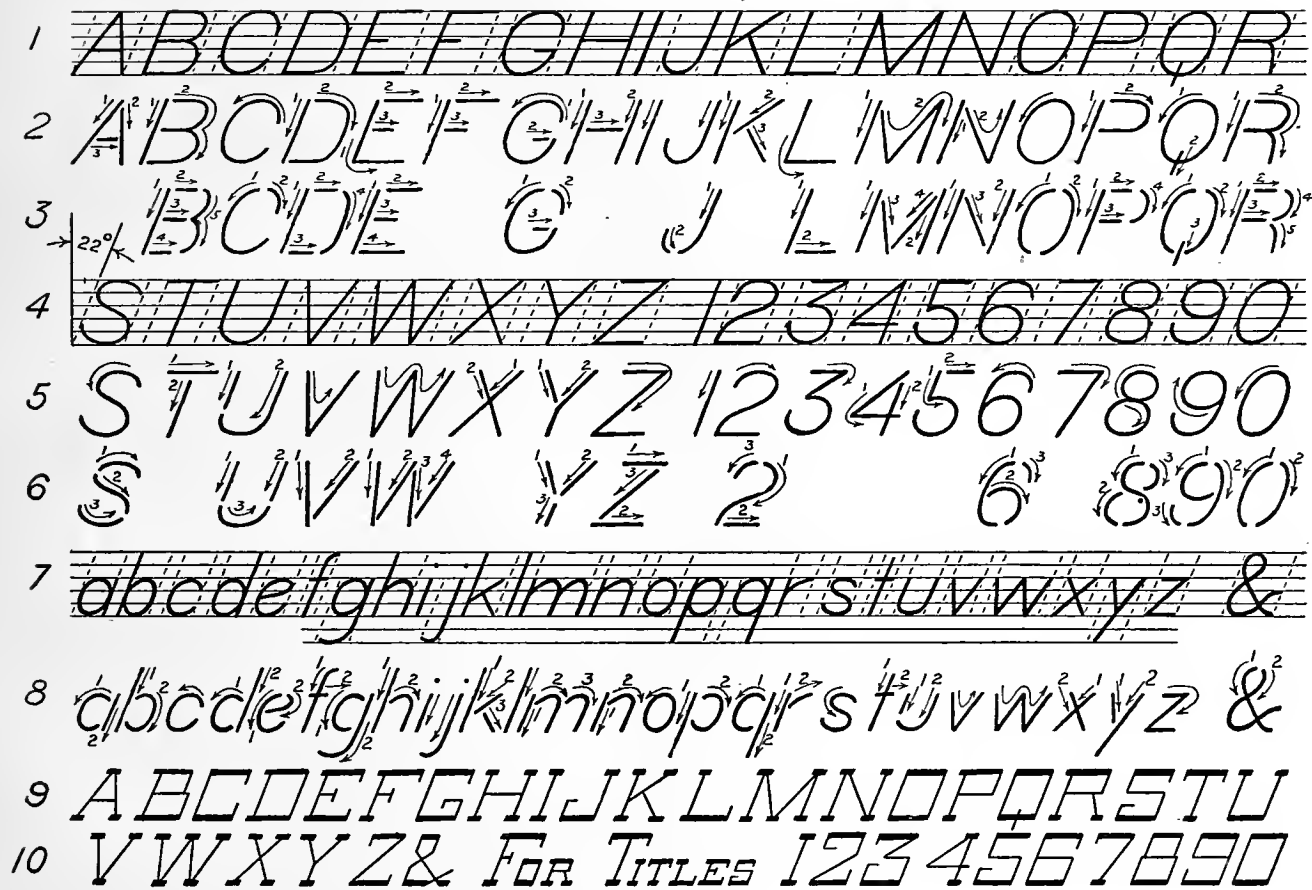 1 ABCDEFGHIJKLMNOPQR
2 ABCDEFGHIJKLMNOPQR
3 BCDE G J LMNOPQR
22°
4 STUVWXYZ 1234567890
5 STUVWXYZ 1234567890
6 S UVW YZ 2 6 890
7 abcdefghijklmnopqrstuvwxyz &
8 abcdefghijklmnopqrstuvwxyz &
9 ABCDEFGHIJKLMNOPQRSTU
10 VWXYZ& FOR TITLES 1234567890